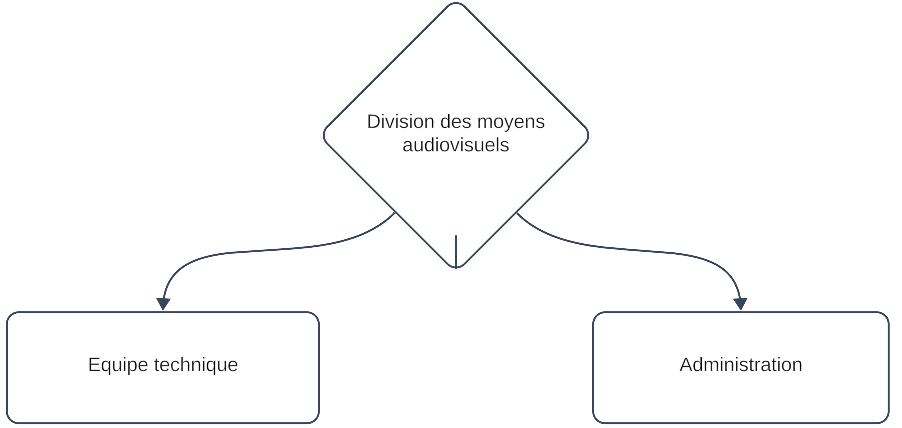 Division des moyens
audiovisuels
Equipe technique
Administration